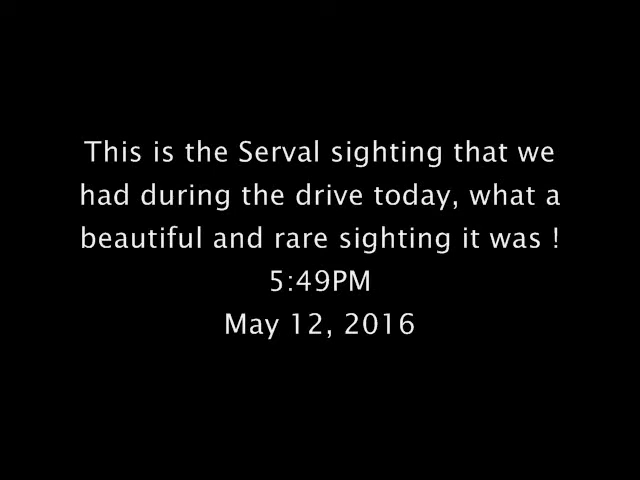 This is the Serval sighting that we
had during the drive today, what a
beautiful and rare sighting it was !
5:49PM
May 12, 2016